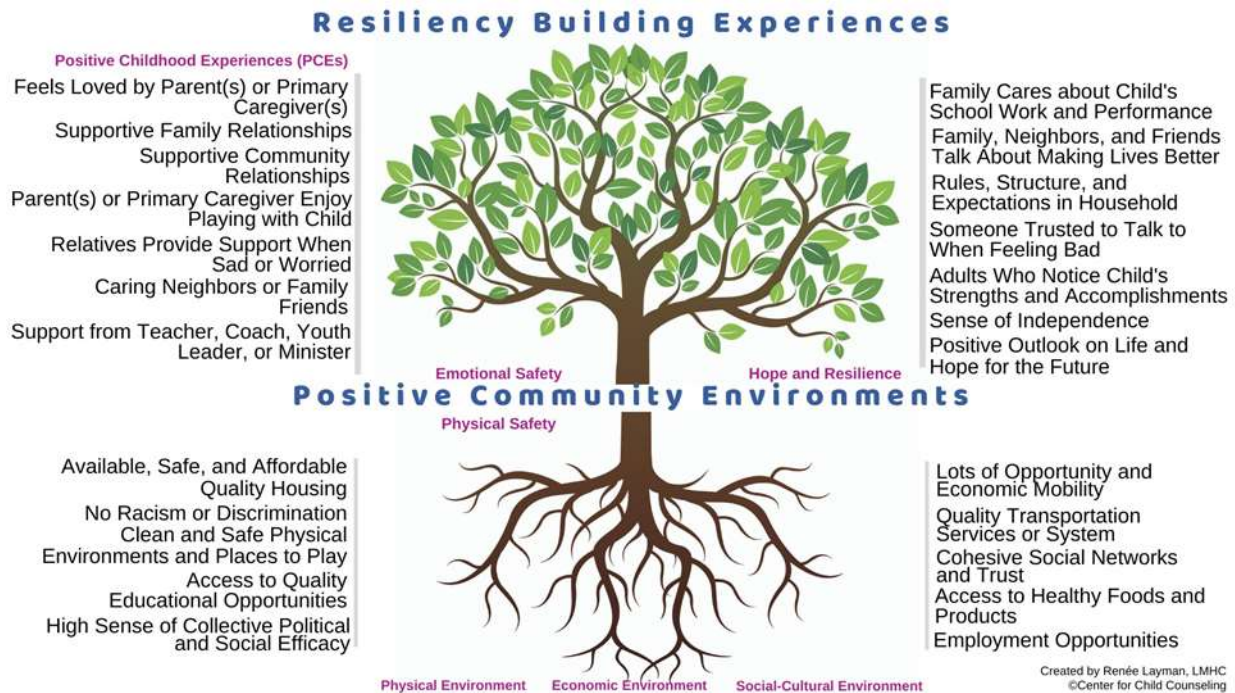 Resiliency Building Experiences
Positive Childhood Experiences (PCEs)
Feels Loved by Parent(s) or Primary
Caregiver(s)
Supportive Family Relationships
Supportive Community
Relationships
Parent(s) or Primary Caregiver Enjoy
Playing with Child
Relatives Provide Support When
Sad or Worried
Caring Neighbors or Family
Friends
Support from Teacher, Coach, Youth
Leader, or Minister
Family Cares about Child's
School Work and Performance
Family, Neighbors, and Friends
Talk About Making Lives Better
Rules, Structure, and
Expectations in Household
Someone Trusted to Talk to
When Feeling Bad
Adults Who Notice Child's
Strengths and Accomplishments
Sense of Independence
Positive Outlook on Life and
Hope for the Future
Emotional Safety
Hope and Resilience
Positive Community Environments
Physical Safety
Available, Safe, and Affordable
Quality Housing
No Racism or Discrimination
Clean and Safe Physical
Environments and Places to Play
Access to Quality
Educational Opportunities
High Sense of Collective Political
and Social Efficacy
Lots of Opportunity and
Economic Mobility
Quality Transportation
Services or System
Cohesive Social Networks
and Trust
Access to Healthy Foods and
Products
Employment Opportunities
Physical Environment
Economic Environment
Social-Cultural Environment
Created by Renée Layman, LMHC
©Center for Child Counseling